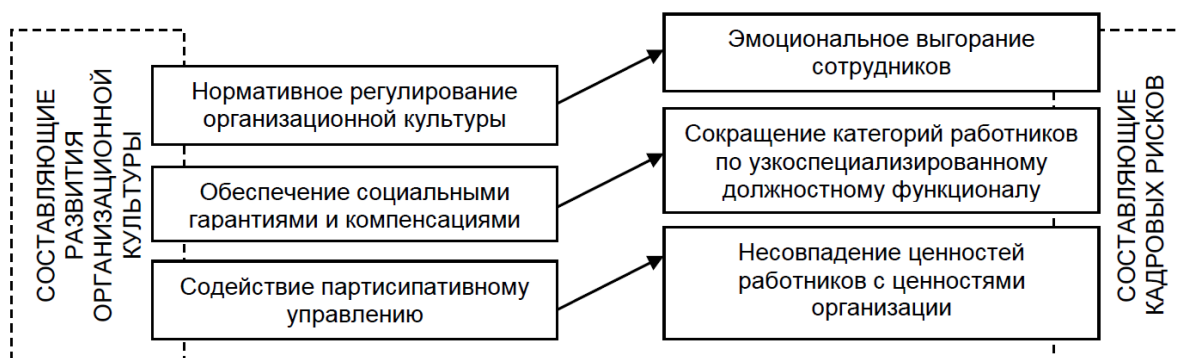 СОСТАВЛЯЮЩИЕ
РАЗВИТИЯ
ОРГАНИЗАЦИОННОЙ
КУЛЬТУРЫ
Нормативное регулирование
организационной культуры
Обеспечение социальными
гарантиями и компенсациями
Содействие партисипативному
управлению
Эмоциональное выгорание
сотрудников
Сокращение категорий работников
по узкоспециализированному
должностному функционалу
Несовпадение ценностей
работников с ценностями
организации
СОСТАВЛЯЮЩИЕ
КАДРОВЫХ РИСКОВ